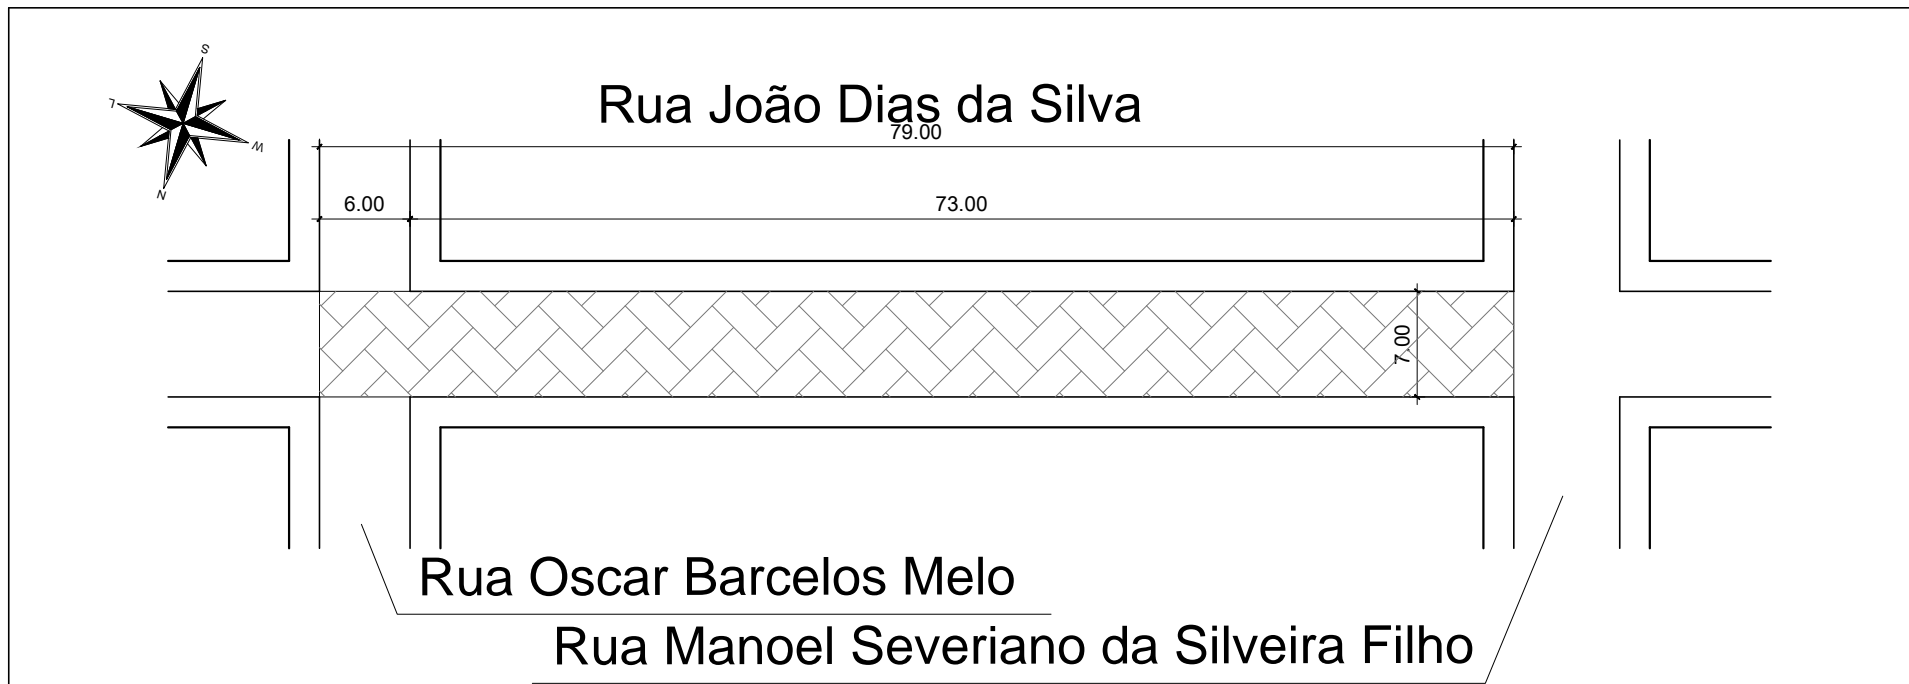 S
L
W
N
Rua João Dias da Silva
79.00
6.00
73.00
7.00
Rua Oscar Barcelos Melo
Rua Manoel Severiano da Silveira Filho